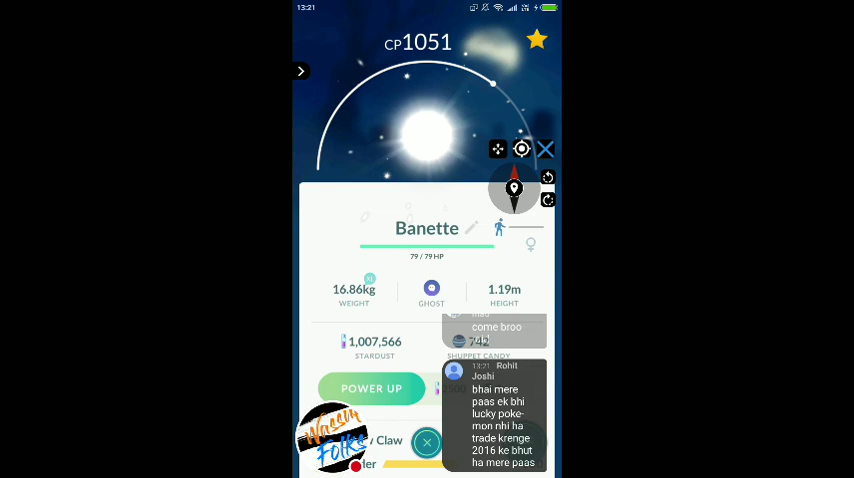 13:21
CP1051
Banette
79 / 79 HP
XL
16.86kg
WEIGHT
GHOST
1.19m
HEIGHT
come broo
1,007,566
STARDUST
742
SHUPPET CANDY
POWER UP
13:21 Rohit
Joshi
bhai mere
paas ek bhi
lucky poke-
mon nhi ha
trade krenge
2016 ke bhut
ha mere paas
Wassup
Folks
Claw